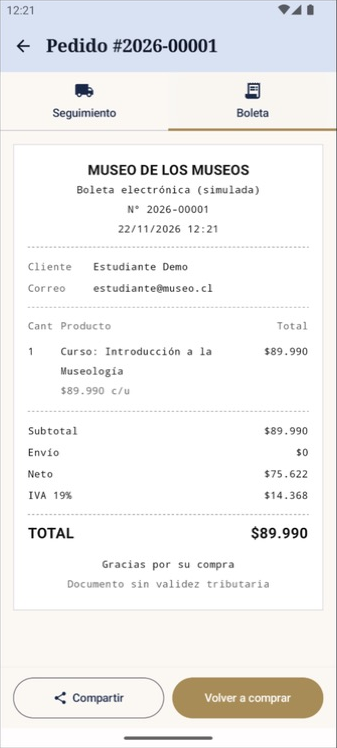 12:21
Pedido #2026-00001
Seguimiento
Boleta
MUSEO DE LOS MUSEOS
Boleta electrónica (simulada)
N° 2026-00001
22/11/2026 12:21
Cliente Estudiante Demo
Correo estudiante@museo.cl
Cant Producto Total
1 Curso: Introducción a la $89.990
Museología
$89.990 c/u
Subtotal $89.990
Envío $0
Neto $75.622
IVA 19% $14.368
TOTAL $89.990
Gracias por su compra
Documento sin validez tributaria
Compartir
Volver a comprar